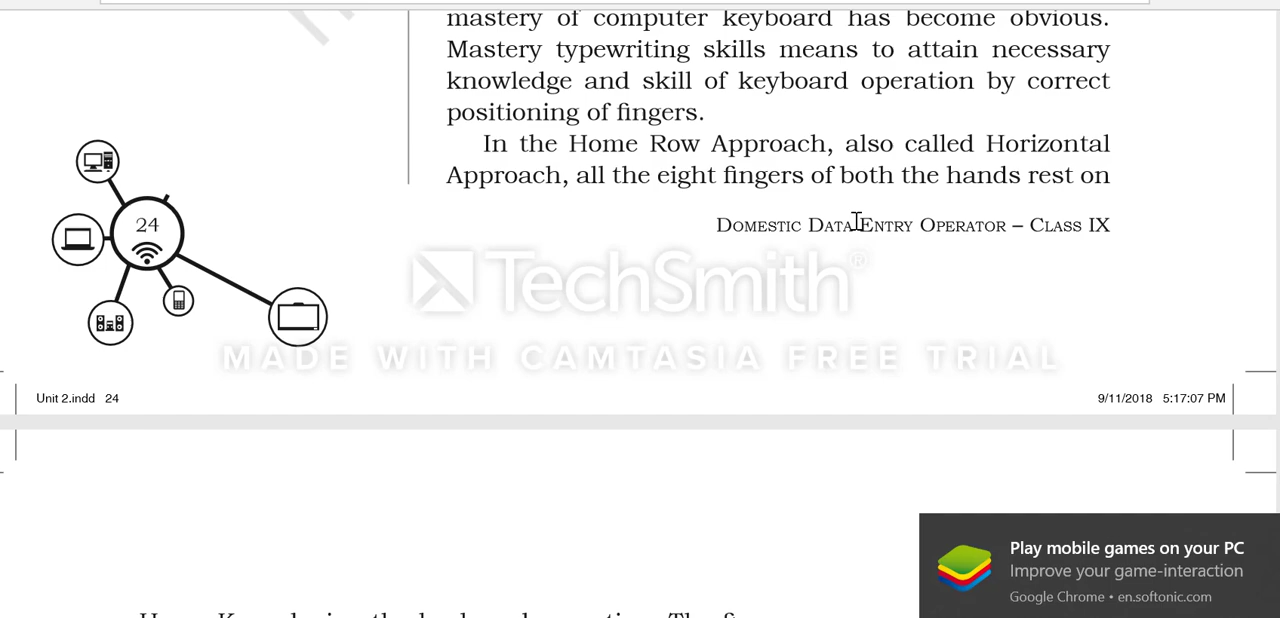 mastery of computer keyboard has become obvious.
Mastery typewriting skills means to attain necessary
knowledge and skill of keyboard operation by correct
positioning of fingers.
In the Home Row Approach, also called Horizontal
Approach, all the eight fingers of both the hands rest on
24
Domestic Data Entry Operator – Class IX
TechSmith®
MADE WITH CAMTASIA FREE TRIAL
Unit 2.indd 24
9/11/2018 5:17:07 PM
Play mobile games on your PC
Improve your game-interaction
Google Chrome • en.softonic.com